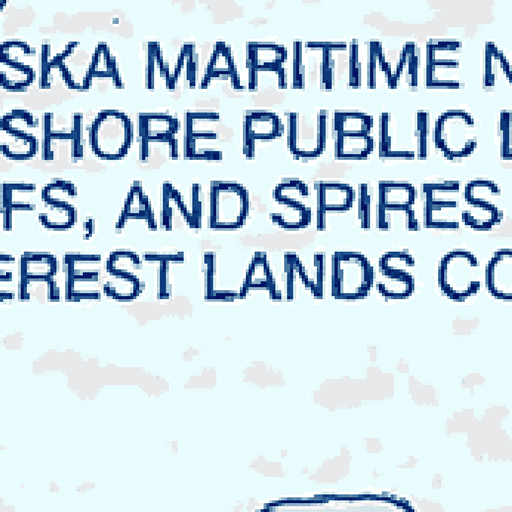 SKA MARITIME N
SHORE PUBLIC L
FS, AND SPIRES
EREST LANDS CO